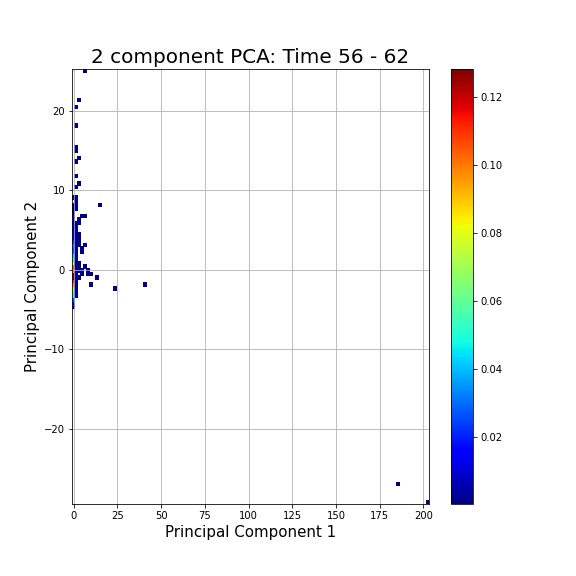 2 component PCA: Time 56 - 62
20
10
0
−10
−20
Principal Component 2
0 25 50 75 100 125 150 175 200
Principal Component 1
0.12
0.10
0.08
0.06
0.04
0.02